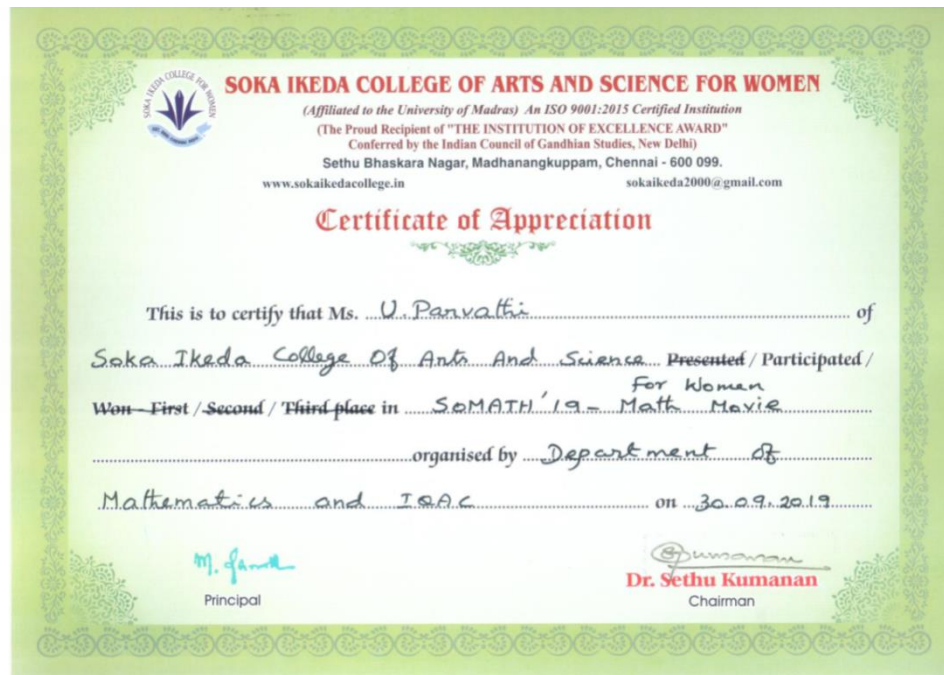 SOKA IKEDA COLLEGE FOR WOMEN
SOKA IKEDA COLLEGE OF ARTS AND SCIENCE FOR WOMEN
(Affiliated to the University of Madras) An ISO 9001:2015 Certified Institution
(The Proud Recipient of "THE INSTITUTION OF EXCELLENCE AWARD"
Conferred by the Indian Council of Gandhian Studies, New Delhi)
Sethu Bhaskara Nagar, Madhanangkuppam, Chennai - 600 099.
www.sokaikedacollege.in sokaikeda2000@gmail.com
Certificate of Appreciation
This is to certify that Ms. U. Parvathi of
Soka Ikeda College Of Arts And Science Presented / Participated /
For Women
Won First / Second / Third place in SOMATH'19 - Math Movie
organised by Department of
Mathematics and IQAC on 30.09.2019
Principal
Dr. Sethu Kumanan
Chairman